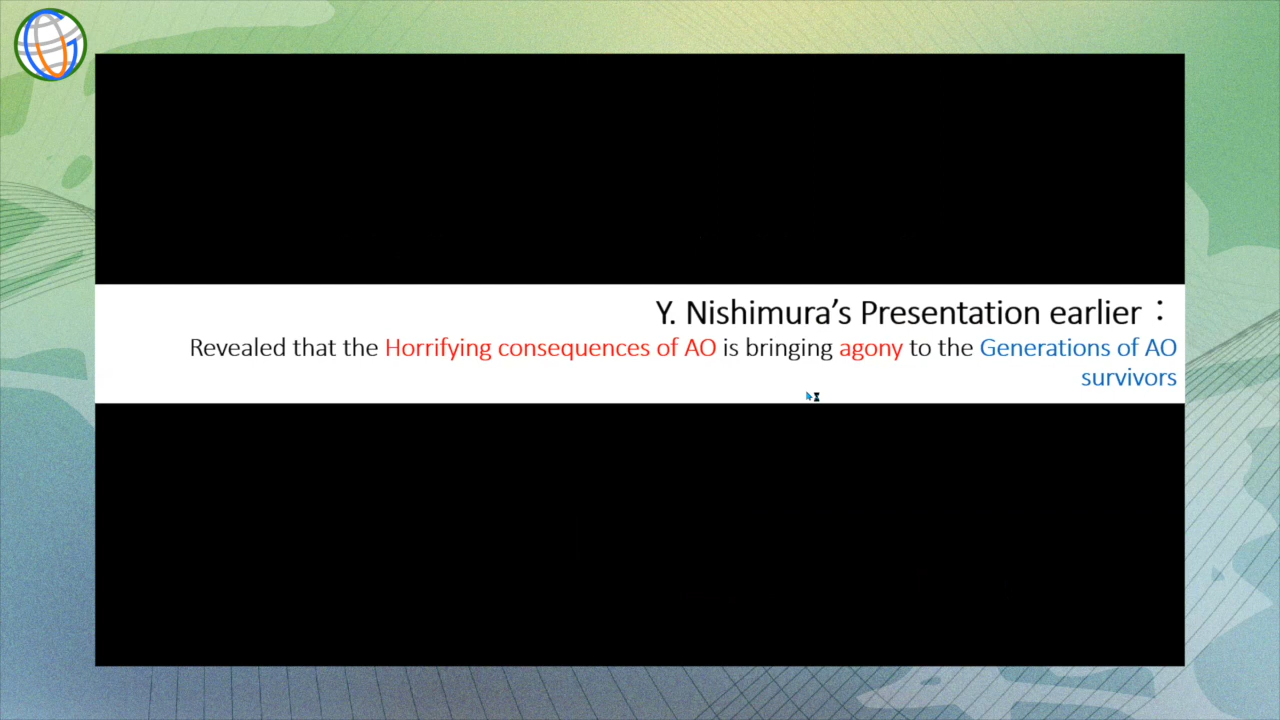 Y. Nishimura’s Presentation earlier：
Revealed that the Horrifying consequences of AO is bringing agony to the Generations of AO
survivors